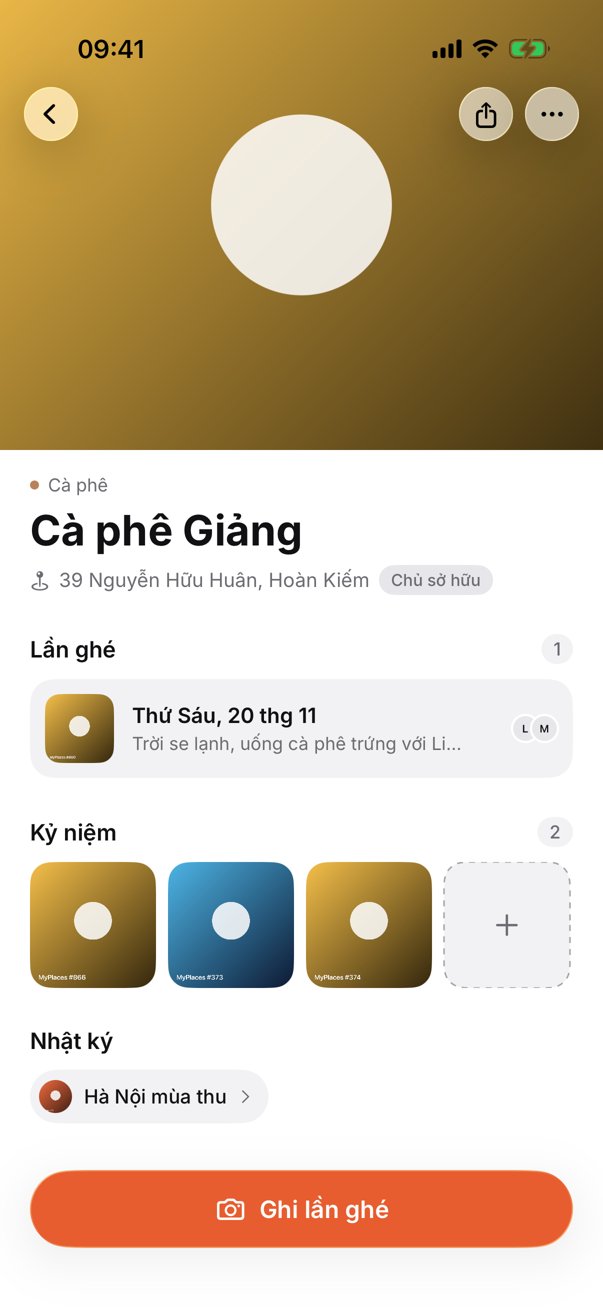 09:41
Cà phê
Cà phê Giảng
39 Nguyễn Hữu Huân, Hoàn Kiếm
Chủ sở hữu
Lần ghé
1
Thứ Sáu, 20 thg 11
Trời se lạnh, uống cà phê trứng với Li...
L M
Kỷ niệm
2
MyPlaces #866
MyPlaces #373
MyPlaces #374
Nhật ký
Hà Nội mùa thu
Ghi lần ghé